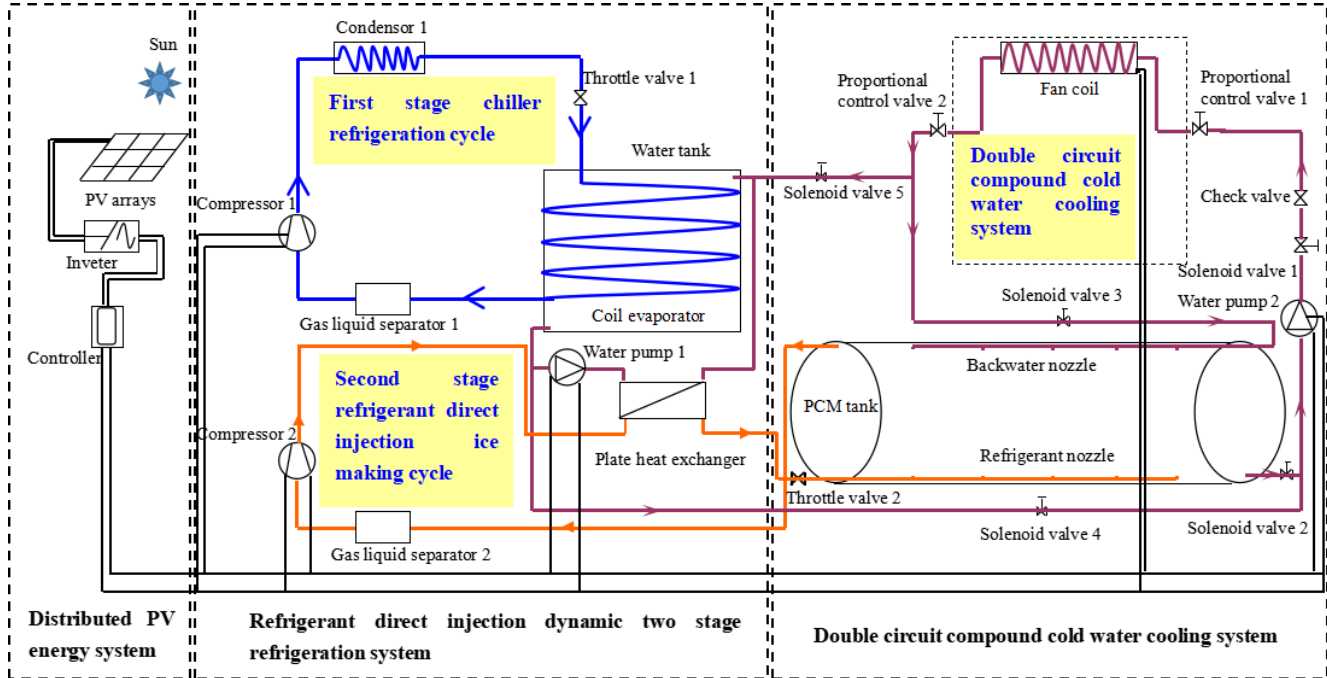 Sun
PV arrays
Inveter
Controller
Distributed PV
energy system
Condensor 1
Throttle valve 1
First stage chiller
refrigeration cycle
Water tank
Compressor 1
Gas liquid separator 1
Coil evaporator
Water pump 1
Second stage
refrigerant direct
injection ice
making cycle
Compressor 2
Plate heat exchanger
Gas liquid separator 2
Refrigerant direct injection dynamic two stage
refrigeration system
Proportional
control valve 2
Fan coil
Proportional
control valve 1
Double circuit
compound cold
water cooling
system
Solenoid valve 5
Check valve
Solenoid valve 1
Solenoid valve 3
Water pump 2
Backwater nozzle
PCM tank
Refrigerant nozzle
Throttle valve 2
Solenoid valve 4
Solenoid valve 2
Double circuit compound cold water cooling system